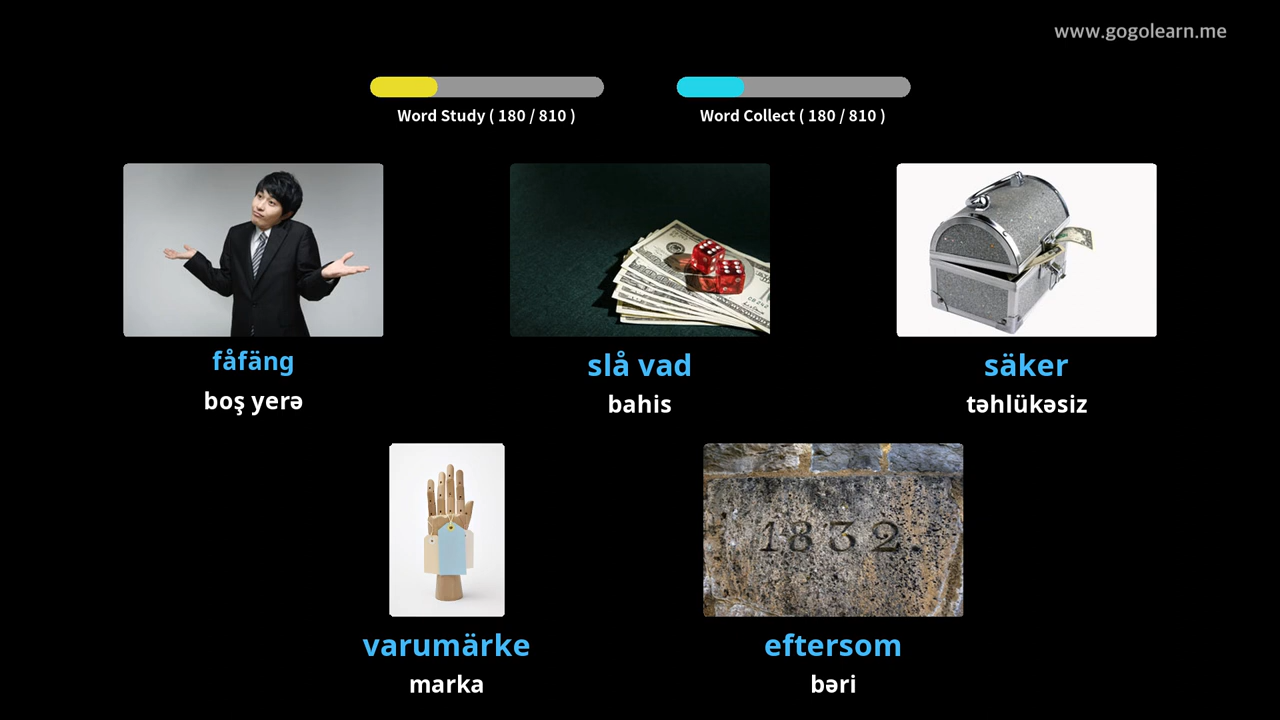 www.gogolearn.me
Word Study ( 180 / 810 )
Word Collect ( 180 / 810 )
fåfäng
boş yerə
slå vad
bahis
säker
təhlükəsiz
1832.
varumärke
marka
eftersom
bəri